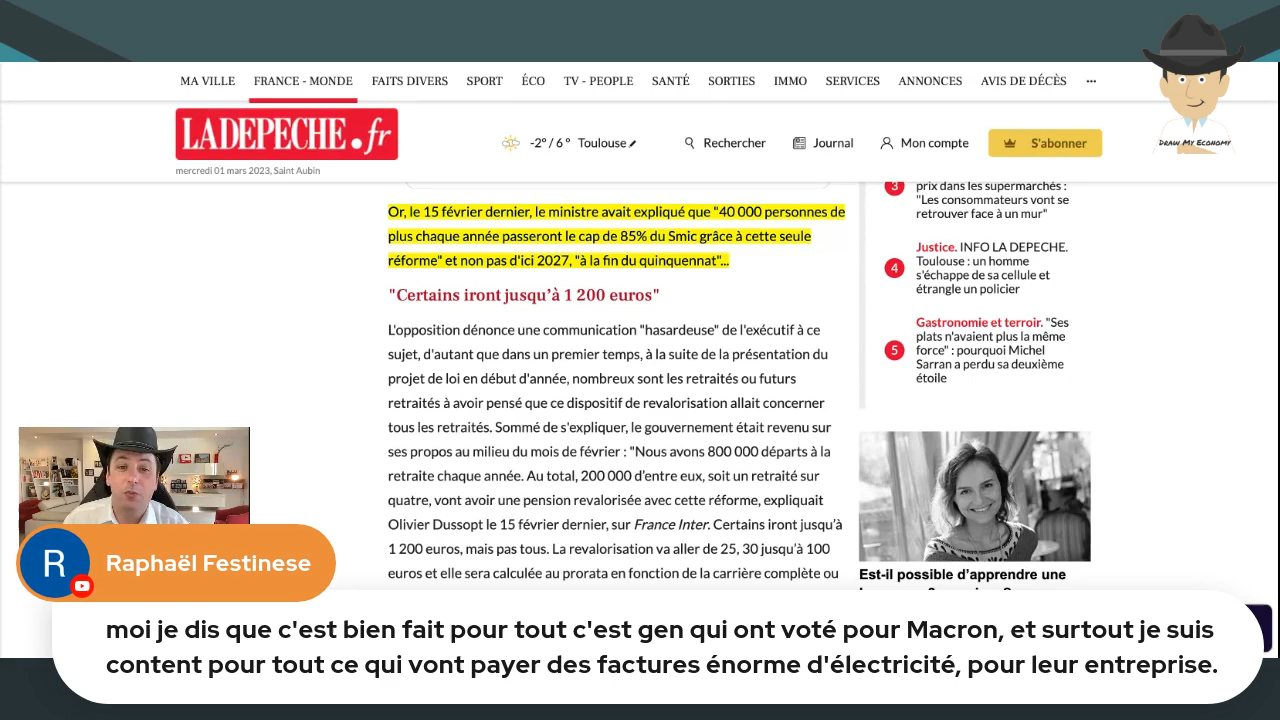 MA VILLE FRANCE - MONDE FAITS DIVERS SPORT ÉCO TV - PEOPLE SANTÉ SORTIES IMMO SERVICES ANNONCES AVIS DE DÉCÈS ...
LADEPECHE.fr
-2° / 6 ° Toulouse
Rechercher
Journal
Mon compte
S'abonner
DRAW MY ECONOMY
mercredi 01 mars 2023, Saint Aubin
Or, le 15 février dernier, le ministre avait expliqué que "40 000 personnes de
plus chaque année passeront le cap de 85% du Smic grâce à cette seule
réforme" et non pas d'ici 2027, "à la fin du quinquennat"...
"Certains iront jusqu'à 1 200 euros"
L'opposition dénonce une communication "hasardeuse" de l'exécutif à ce
sujet, d'autant que dans un premier temps, à la suite de la présentation du
projet de loi en début d'année, nombreux sont les retraités ou futurs
retraités à avoir pensé que ce dispositif de revalorisation allait concerner
tous les retraités. Sommé de s'expliquer, le gouvernement était revenu sur
ses propos au milieu du mois de février : "Nous avons 800 000 départs à la
retraite chaque année. Au total, 200 000 d'entre eux, soit un retraité sur
quatre, vont avoir une pension revalorisée avec cette réforme, expliquait
Olivier Dussopt le 15 février dernier, sur France Inter. Certains iront jusqu'à
1 200 euros, mais pas tous. La revalorisation va aller de 25, 30 jusqu'à 100
euros et elle sera calculée au prorata en fonction de la carrière complète ou
3
prix dans les supermarchés :
"Les consommateurs vont se
retrouver face à un mur"
4
Justice. INFO LA DEPECHE.
Toulouse : un homme
s'échappe de sa cellule et
étrangle un policier
5
Gastronomie et terroir. "Ses
plats n'avaient plus la même
force" : pourquoi Michel
Sarran a perdu sa deuxième
étoile
Est-il possible d'apprendre une
R
Raphaël Festinese
moi je dis que c'est bien fait pour tout c'est gen qui ont voté pour Macron, et surtout je suis
content pour tout ce qui vont payer des factures énorme d'électricité, pour leur entreprise.